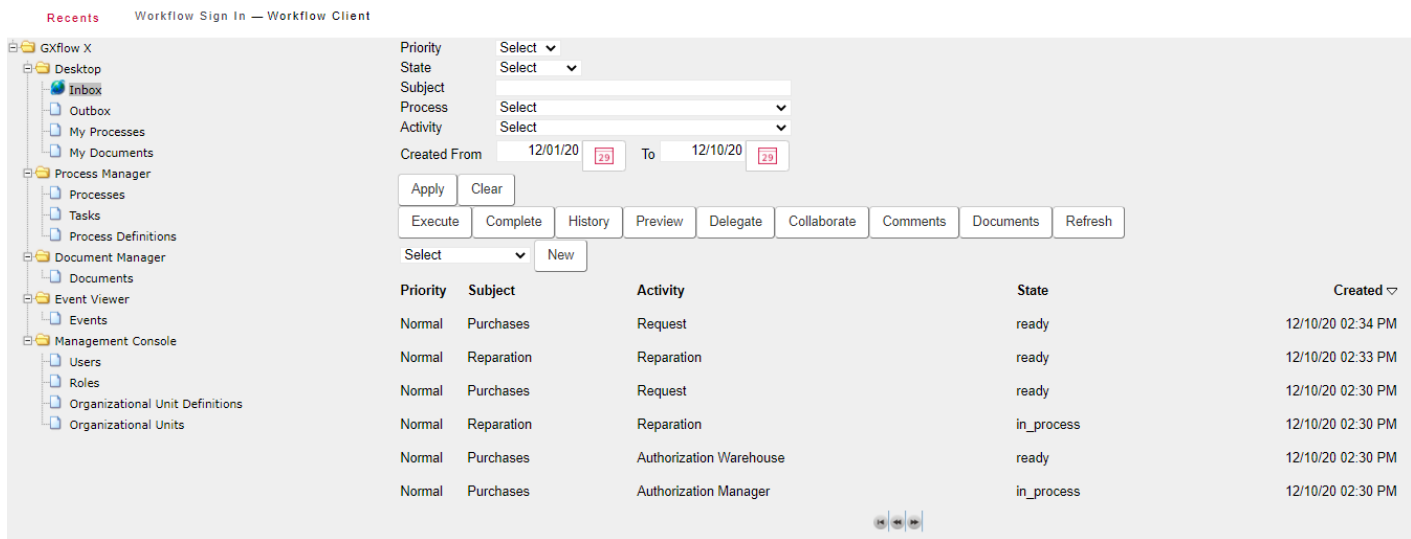 Recents Workflow Sign In — Workflow Client
GXflow X
Desktop
Inbox
Outbox
My Processes
My Documents
Process Manager
Processes
Tasks
Process Definitions
Document Manager
Documents
Event Viewer
Events
Management Console
Users
Roles
Organizational Unit Definitions
Organizational Units
Priority Select
State Select
Subject
Process Select
Activity Select
Created From 12/01/20 29 To 12/10/20 29
Apply Clear
Execute Complete History Preview Delegate Collaborate Comments Documents Refresh
Select New
Priority Subject Activity State Created
Normal Purchases Request ready 12/10/20 02:34 PM
Normal Reparation Reparation ready 12/10/20 02:33 PM
Normal Purchases Request ready 12/10/20 02:30 PM
Normal Reparation Reparation in_process 12/10/20 02:30 PM
Normal Purchases Authorization Warehouse ready 12/10/20 02:30 PM
Normal Purchases Authorization Manager in_process 12/10/20 02:30 PM